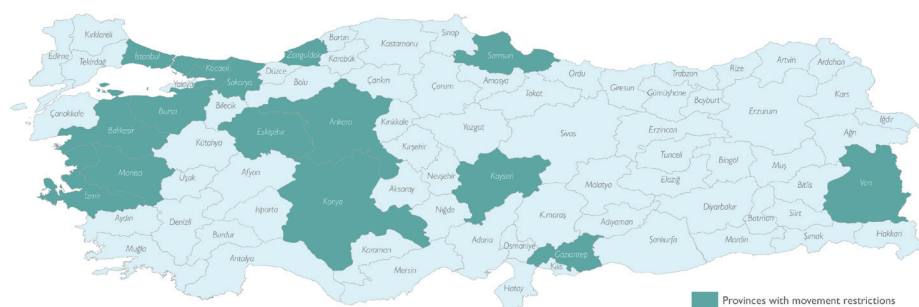 Kırklareli
Edirne
Tekirdağ
İstanbul
Kocaeli
Yalova
Sakarya
Düzce
Zonguldak
Bartın
Karabük
Kastamonu
Sinop
Samsun
Ordu
Giresun
Trabzon
Rize
Artvin
Ardahan
Kars
Iğdır
Ağrı
Gümüşhane
Bayburt
Erzurum
Bolu
Çankırı
Çorum
Amasya
Tokat
Çanakkale
Balıkesir
Bursa
Bilecik
Eskişehir
Ankara
Kırıkkale
Yozgat
Sivas
Erzincan
Tunceli
Bingöl
Muş
Bitlis
Van
Kütahya
Kırşehir
Manisa
Uşak
Afyon
Nevşehir
Kayseri
Malatya
Elazığ
İzmir
Aydın
Denizli
Isparta
Konya
Aksaray
Niğde
K.maraş
Adıyaman
Diyarbakır
Batman
Siirt
Şırnak
Hakkari
Muğla
Burdur
Antalya
Karaman
Mersin
Adana
Osmaniye
Gaziantep
Kilis
Hatay
Şanlıurfa
Mardin
Provinces with movement restrictions